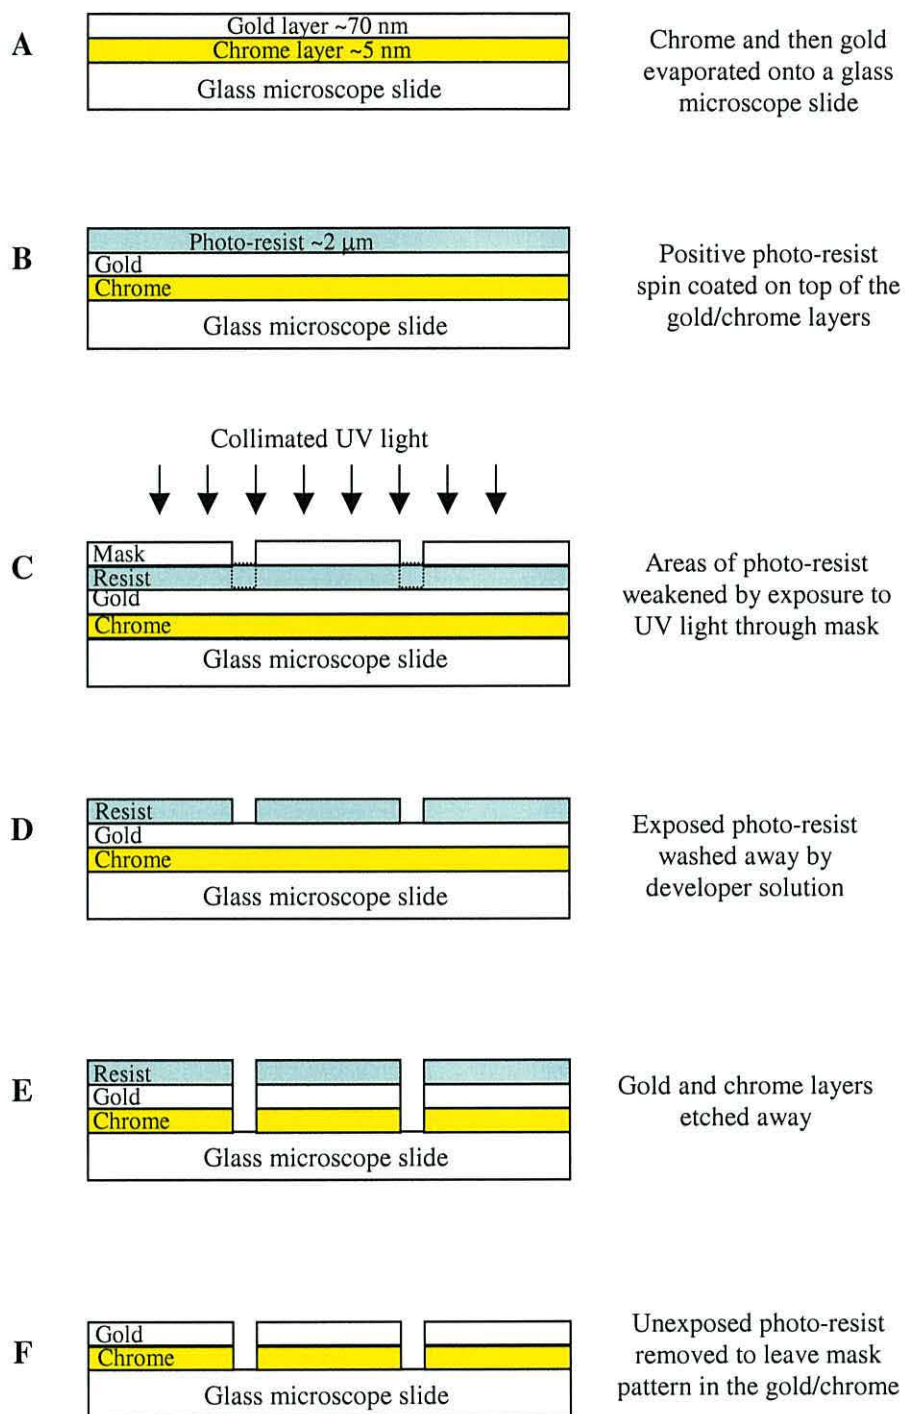 A
Gold layer ~70 nm
Chrome layer ~5 nm
Glass microscope slide
Chrome and then gold
evaporated onto a glass
microscope slide
B
Photo-resist ~2 μm
Gold
Chrome
Glass microscope slide
Positive photo-resist
spin coated on top of the
gold/chrome layers
Collimated UV light
C
Mask
Resist
Gold
Chrome
Glass microscope slide
Areas of photo-resist
weakened by exposure to
UV light through mask
D
Resist
Gold
Chrome
Glass microscope slide
Exposed photo-resist
washed away by
developer solution
E
Resist
Gold
Chrome
Glass microscope slide
Gold and chrome layers
etched away
F
Gold
Chrome
Glass microscope slide
Unexposed photo-resist
removed to leave mask
pattern in the gold/chrome